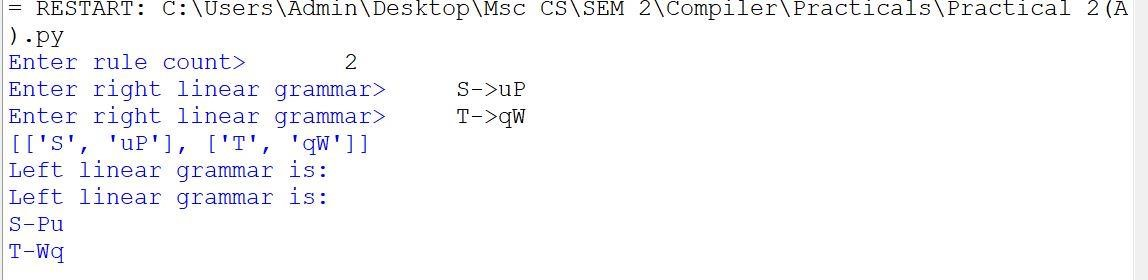 = RESTART: C:\Users\Admin\Desktop\Msc CS\SEM 2\Compiler\Practicals\Practical 2(A
).py
Enter rule count>       2
Enter right linear grammar>     S->uP
Enter right linear grammar>     T->qW
[['S', 'uP'], ['T', 'qW']]
Left linear grammar is:
Left linear grammar is:
S-Pu
T-Wq